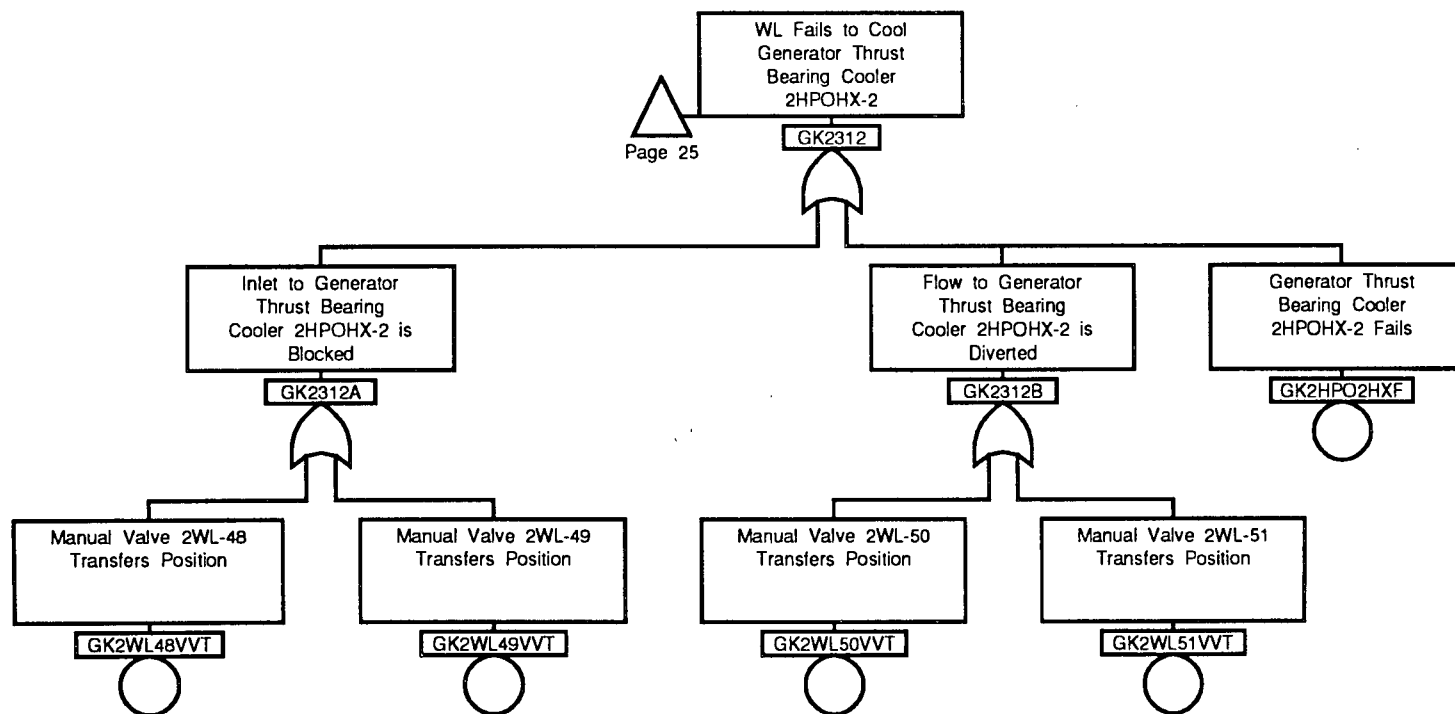 WL Fails to Cool
Generator Thrust
Bearing Cooler
2HPOHX-2
Page 25
GK2312
Inlet to Generator
Thrust Bearing
Cooler 2HPOHX-2 is
Blocked
GK2312A
Flow to Generator
Thrust Bearing
Cooler 2HPOHX-2 is
Diverted
GK2312B
Generator Thrust
Bearing Cooler
2HPOHX-2 Fails
GK2HPO2HXF
Manual Valve 2WL-48
Transfers Position
GK2WL48VVT
Manual Valve 2WL-49
Transfers Position
GK2WL49VVT
Manual Valve 2WL-50
Transfers Position
GK2WL50VVT
Manual Valve 2WL-51
Transfers Position
GK2WL51VVT